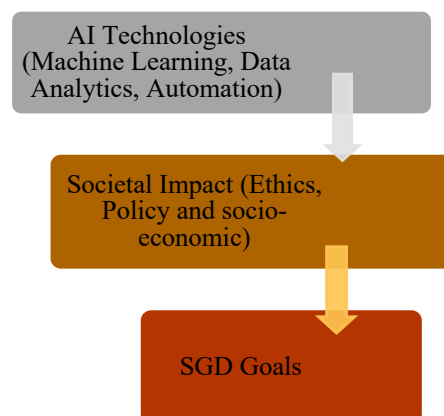 AI Technologies
(Machine Learning, Data
Analytics, Automation)
Societal Impact (Ethics,
Policy and socio-
economic)
SGD Goals